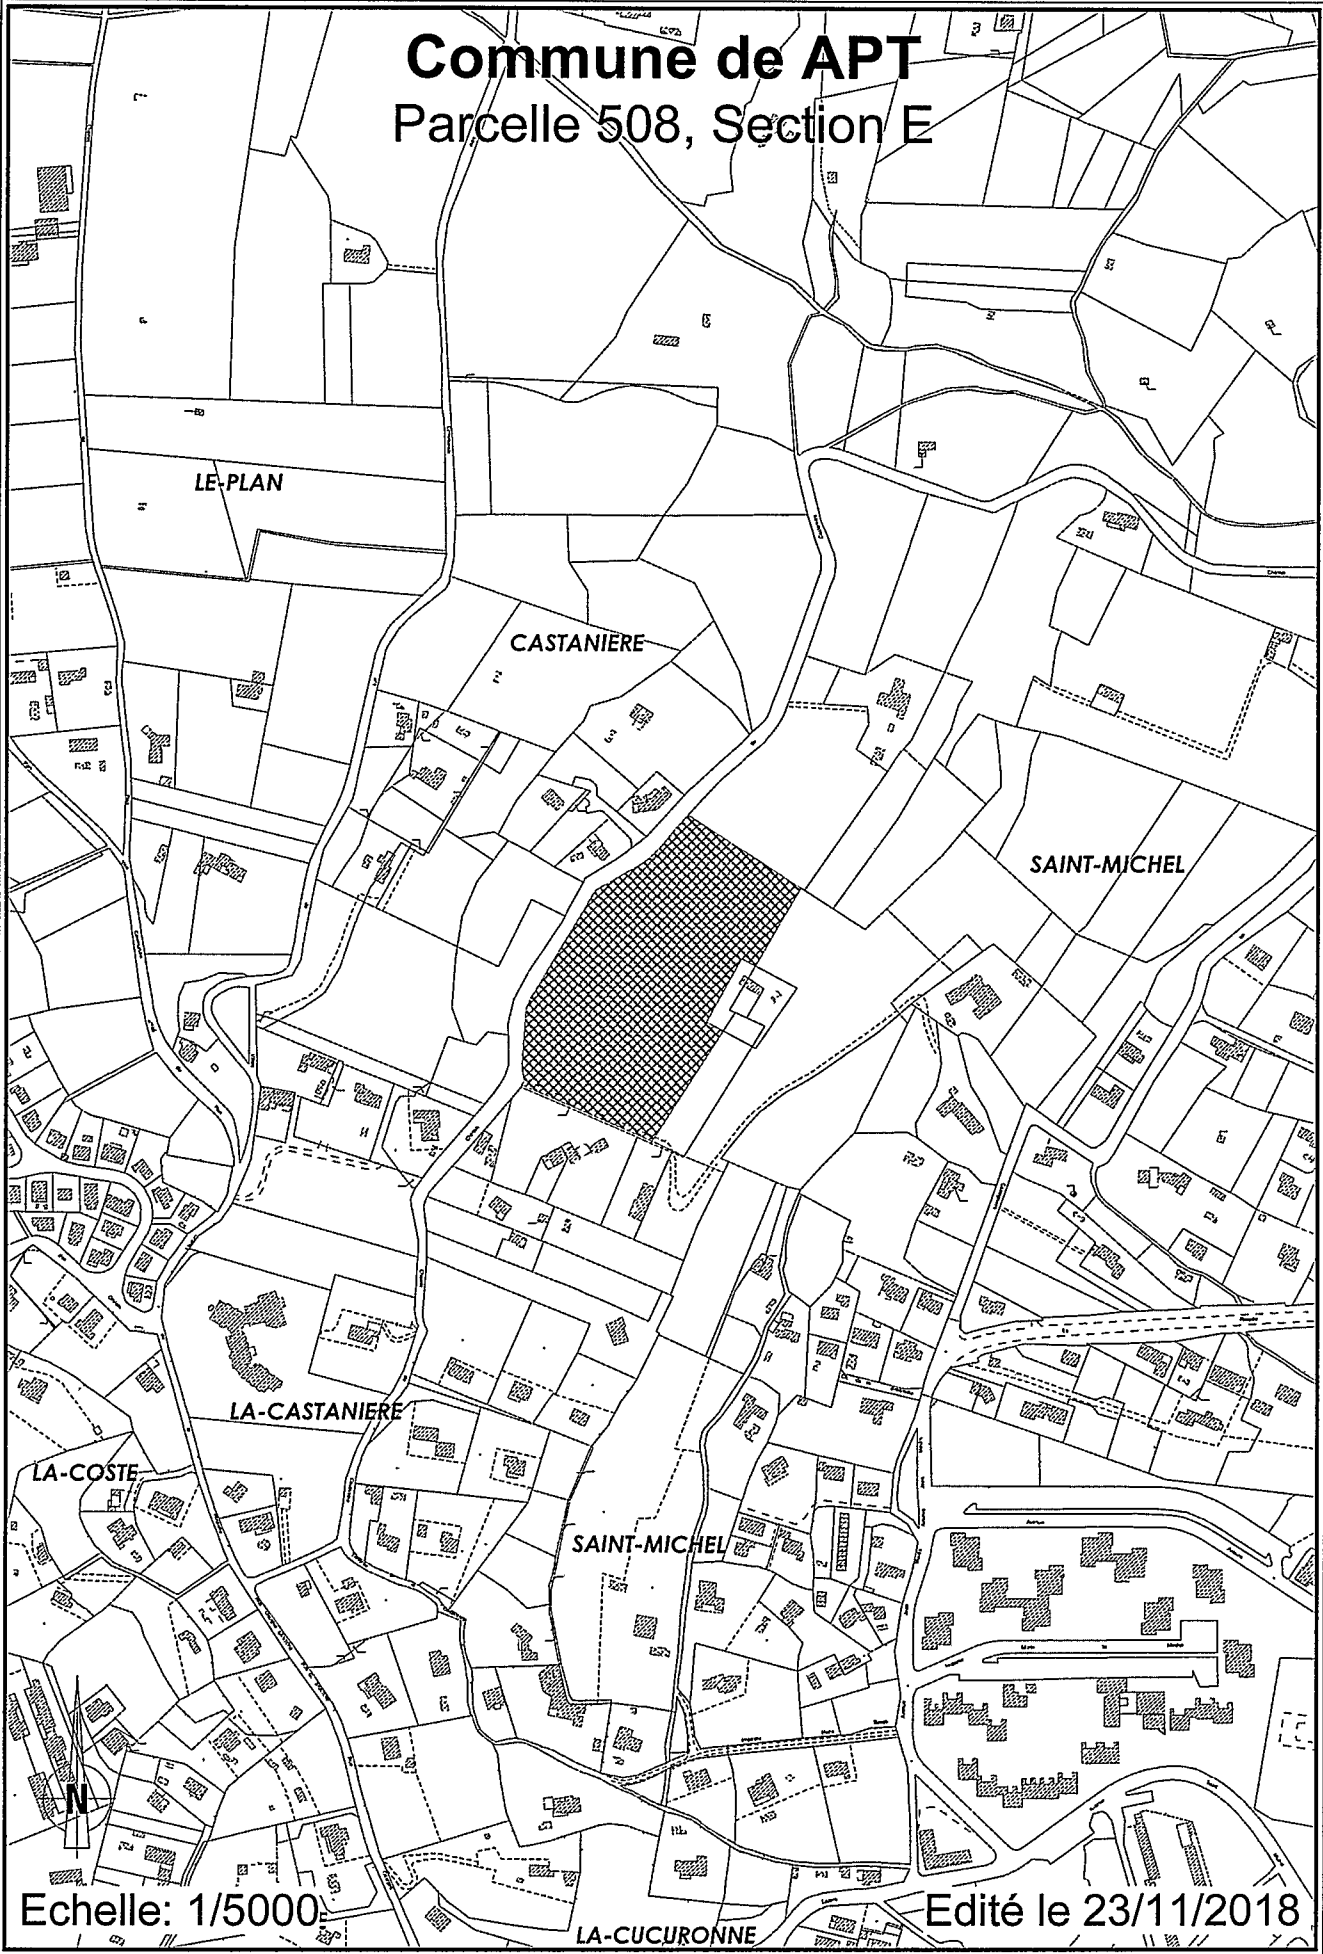 Commune de APT
Parcelle 508, Section E
LE-PLAN
CASTANIERE
SAINT-MICHEL
LA-CASTANIERE
LA-COSTE
SAINT-MICHEL
N
Echelle: 1/5000
Edité le 23/11/2018
LA-CUCURONNE